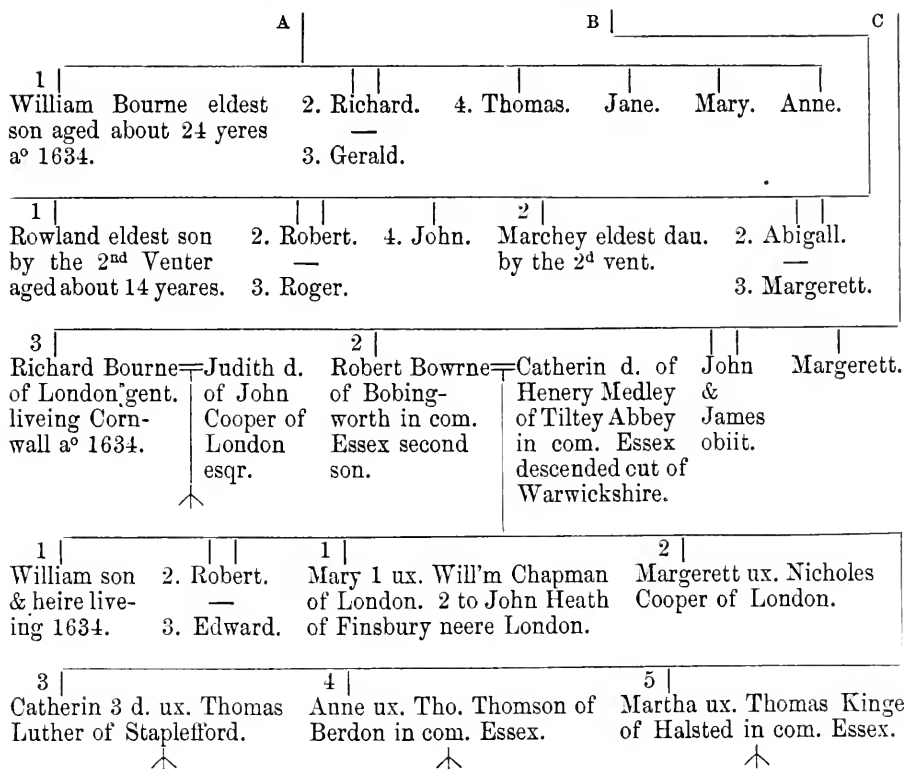 A B C
1
William Bourne eldest
son aged about 24 yeres
aº 1634.
2. Richard.
—
3. Gerald.
4. Thomas.
Jane.
Mary.
Anne.
1
Rowland eldest son
by the 2nd Venter
aged about 14 yeares.
2. Robert.
—
3. Roger.
4. John.
2
Marchey eldest dau.
by the 2d vent.
2. Abigall.
—
3. Margerett.
3
Richard Bourne
of London gent.
liveing Corn-
wall aº 1634.
Judith d.
of John
Cooper of
London
esqr.
2
Robert Bowrne
of Bobing-
worth in com.
Essex second
son.
Catherin d. of
Henery Medley
of Tiltey Abbey
in com. Essex
descended out of
Warwickshire.
John
&
James
obiit.
Margerett.
1
William son
& heire live-
ing 1634.
2. Robert.
—
3. Edward.
1
Mary 1 ux. Will'm Chapman
of London. 2 to John Heath
of Finsbury neere London.
2
Margerett ux. Nicholes
Cooper of London.
3
Catherin 3 d. ux. Thomas
Luther of Staplefford.
4
Anne ux. Tho. Thomson of
Berdon in com. Essex.
5
Martha ux. Thomas Kinge
of Halsted in com. Essex.